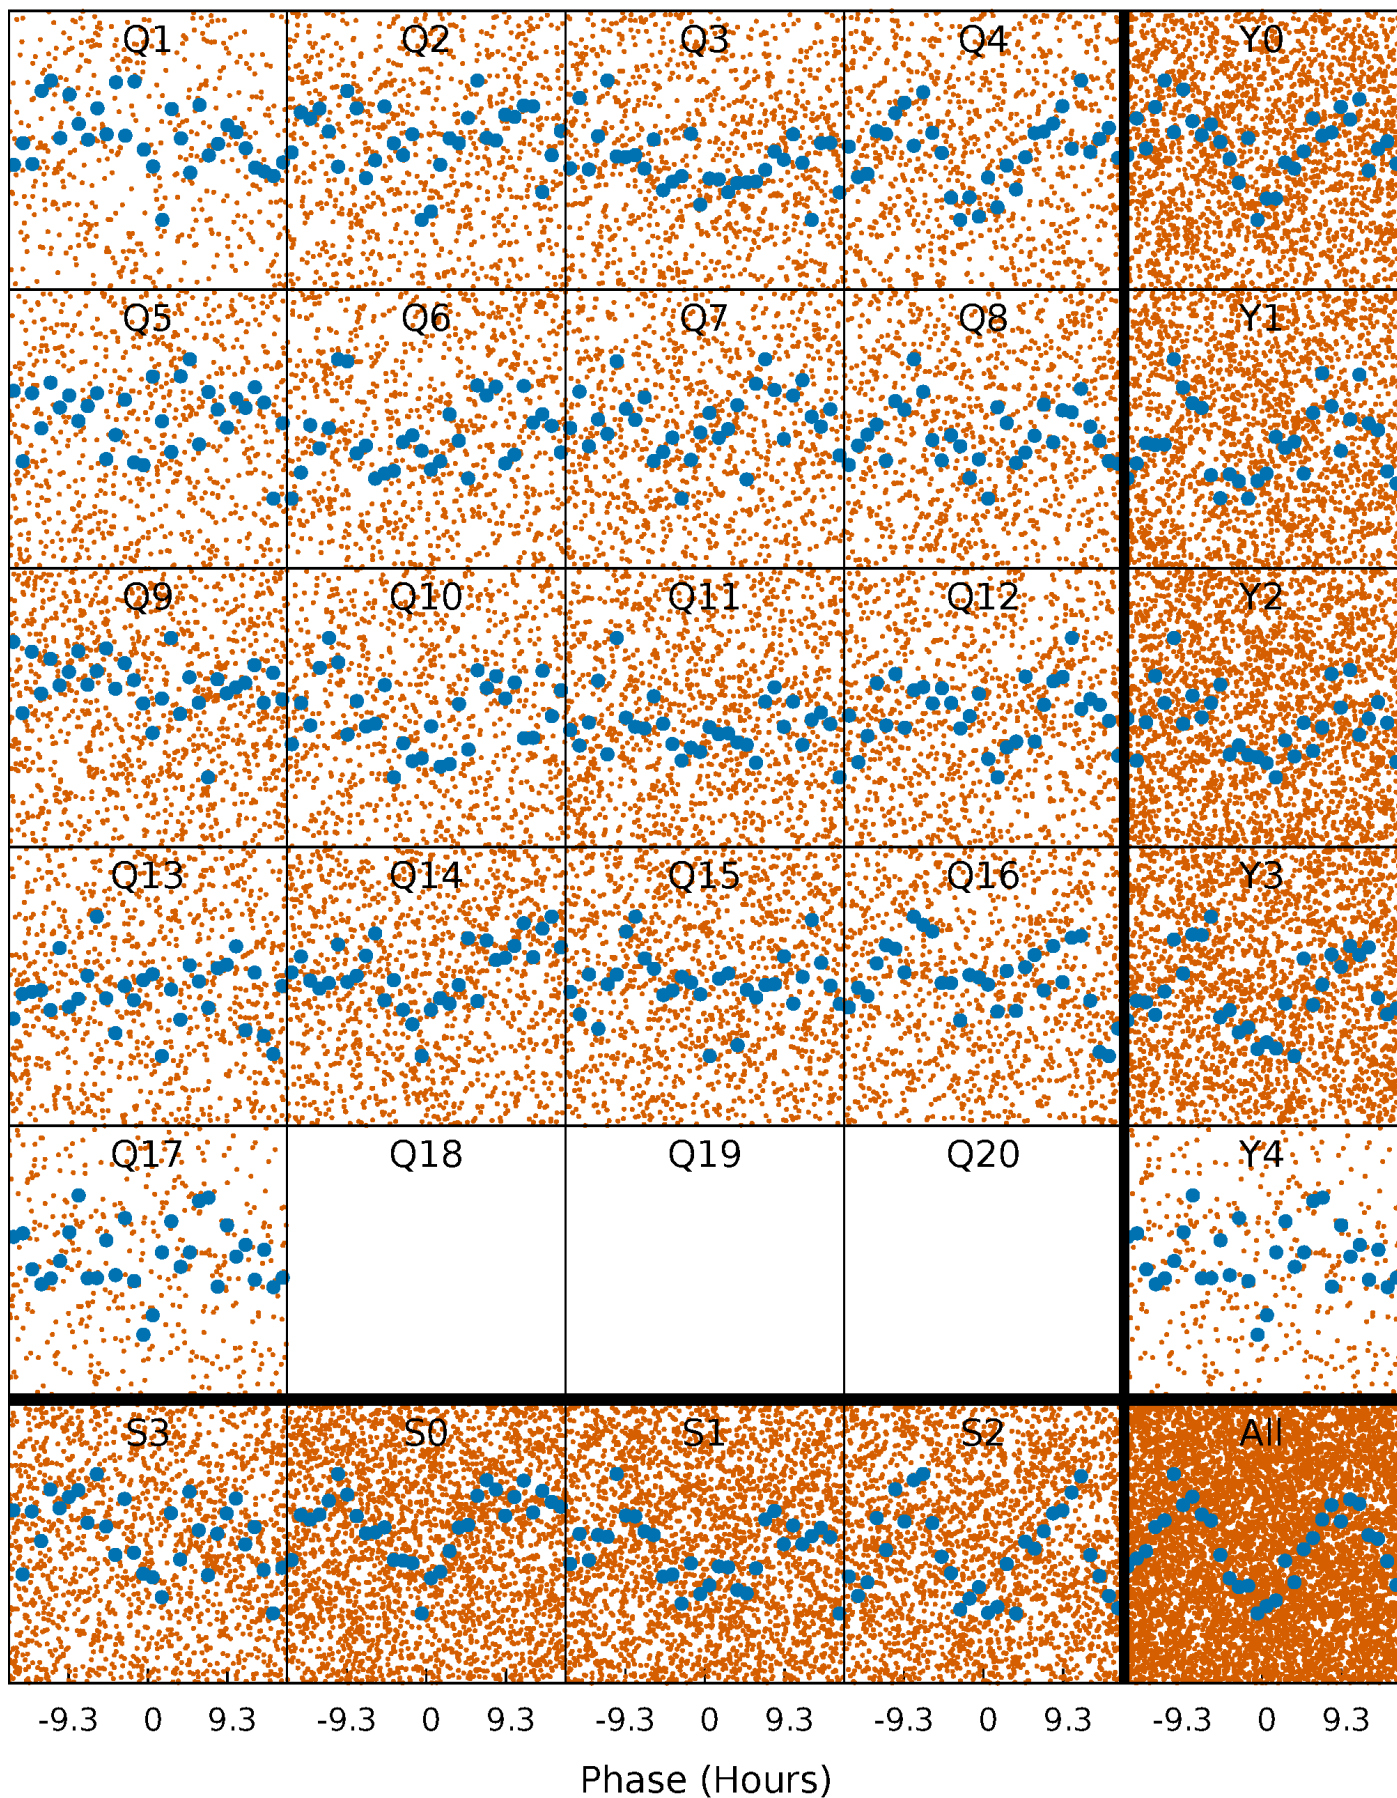 Q1 Q2 Q3 Q4 Y0
Q5 Q6 Q7 Q8 Y1
Q9 Q10 Q11 Q12 Y2
Q13 Q14 Q15 Q16 Y3
Q17 Q18 Q19 Q20 Y4
S3 S0 S1 S2 All
-9.3 0 9.3 -9.3 0 9.3 -9.3 0 9.3 -9.3 0 9.3 -9.3 0 9.3
Phase (Hours)